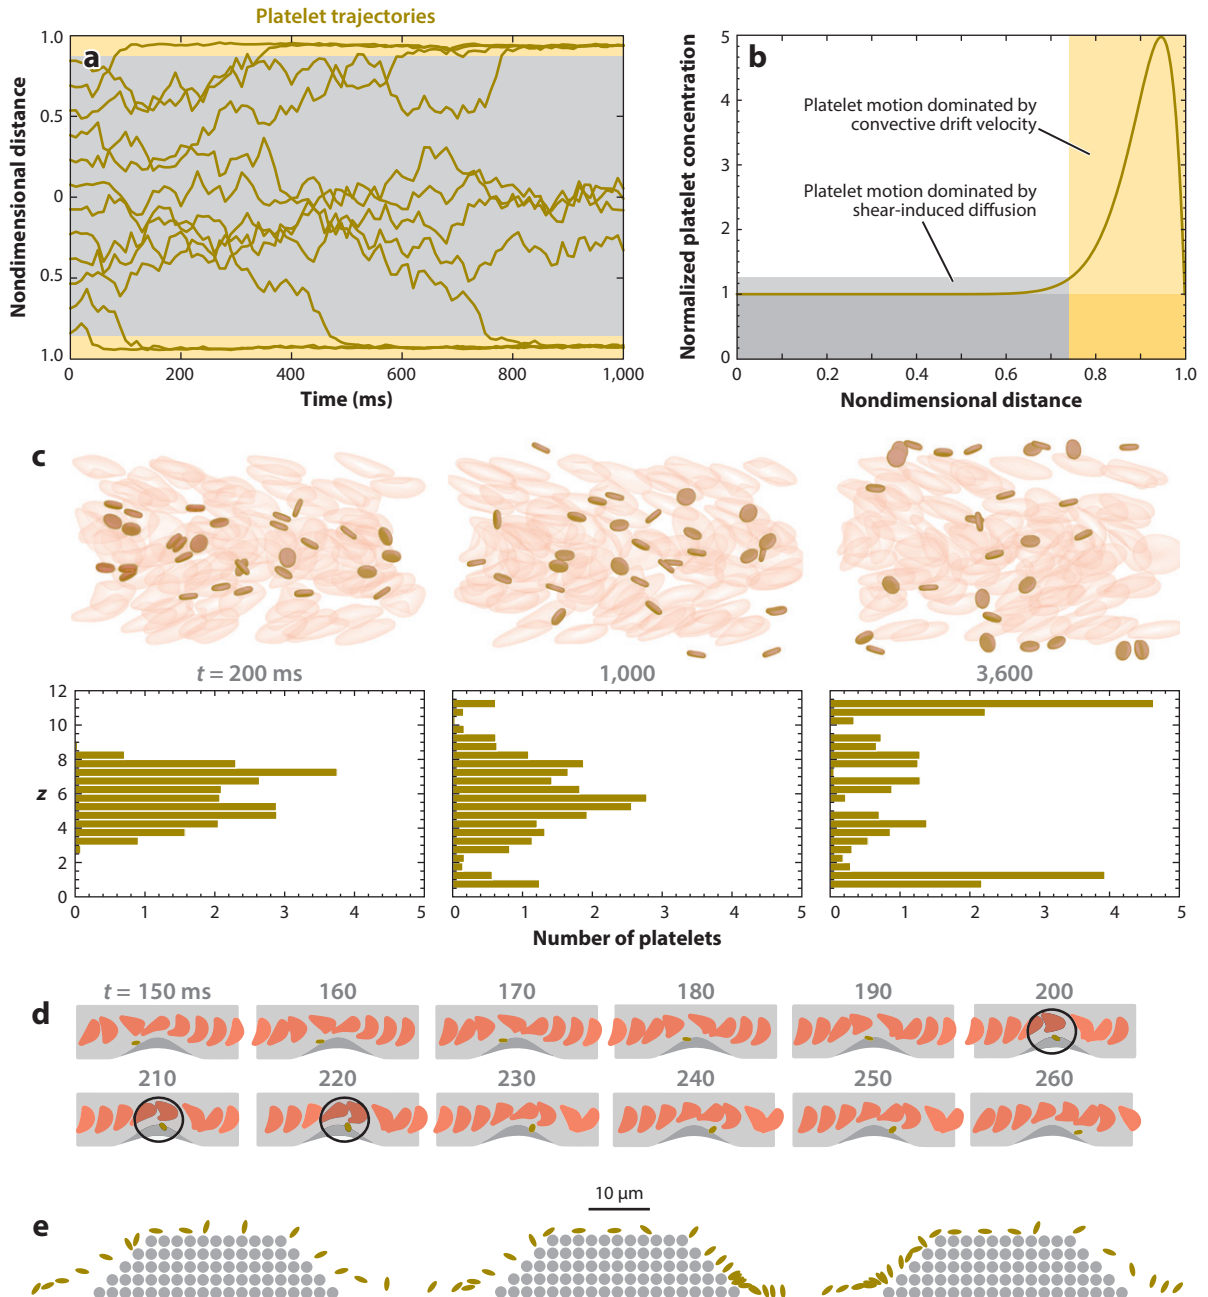 Platelet trajectories
a
1.0
0.5
0
0.5
1.0
Nondimensional distance
0 200 400 600 800 1,000
Time (ms)
b
5
4
3
2
1
0
Normalized platelet concentration
Platelet motion dominated by
convective drift velocity
Platelet motion dominated by
shear-induced diffusion
0 0.2 0.4 0.6 0.8 1.0
Nondimensional distance
c
t = 200 ms 1,000 3,600
12
10
8
z 6
4
2
0
0 1 2 3 4 5 0 1 2 3 4 5 0 1 2 3 4 5
Number of platelets
d
t = 150 ms 160 170 180 190 200
210 220 230 240 250 260
10 μm
e